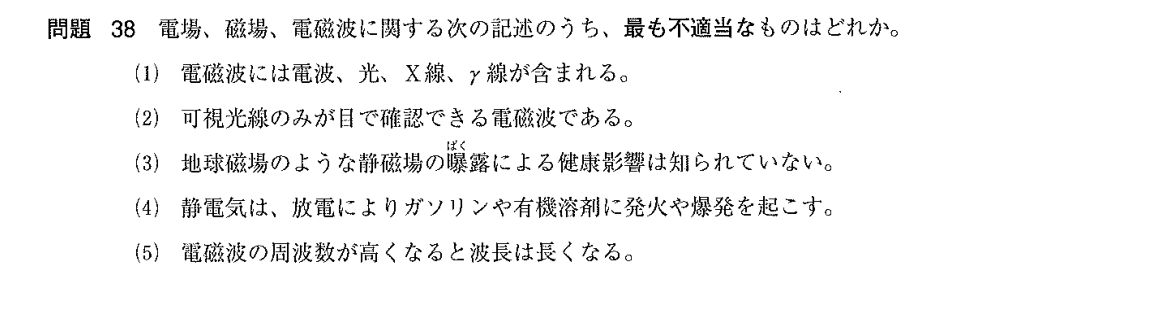 問題 38 電場、磁場、電磁波に関する次の記述のうち、最も不適当なものはどれか。
(1) 電磁波には電波、光、X線、γ線が含まれる。
(2) 可視光線のみが目で確認できる電磁波である。
(3) 地球磁場のような静磁場の曝露による健康影響は知られていない。
ばく
(4) 静電気は、放電によりガソリンや有機溶剤に発火や爆発を起こす。
(5) 電磁波の周波数が高くなると波長は長くなる。